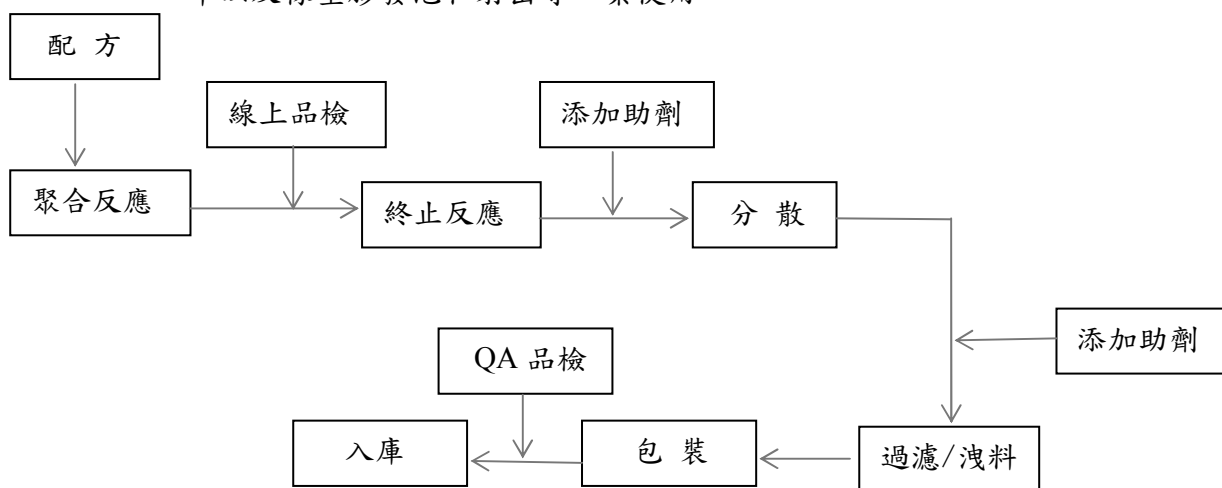 配 方
線上品檢
添加助劑
聚合反應
終止反應
分 散
添加助劑
QA 品檢
入庫
包 裝
過濾/洩料